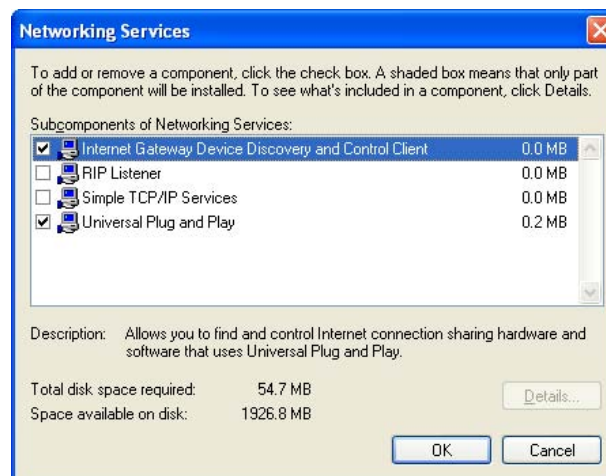 Networking Services
To add or remove a component, click the check box. A shaded box means that only part
of the component will be installed. To see what's included in a component, click Details.
Subcomponents of Networking Services:
Internet Gateway Device Discovery and Control Client 0.0 MB
RIP Listener 0.0 MB
Simple TCP/IP Services 0.0 MB
Universal Plug and Play 0.2 MB
Description: Allows you to find and control Internet connection sharing hardware and
software that uses Universal Plug and Play.
Total disk space required: 54.7 MB
Space available on disk: 1926.8 MB
Details...
OK Cancel